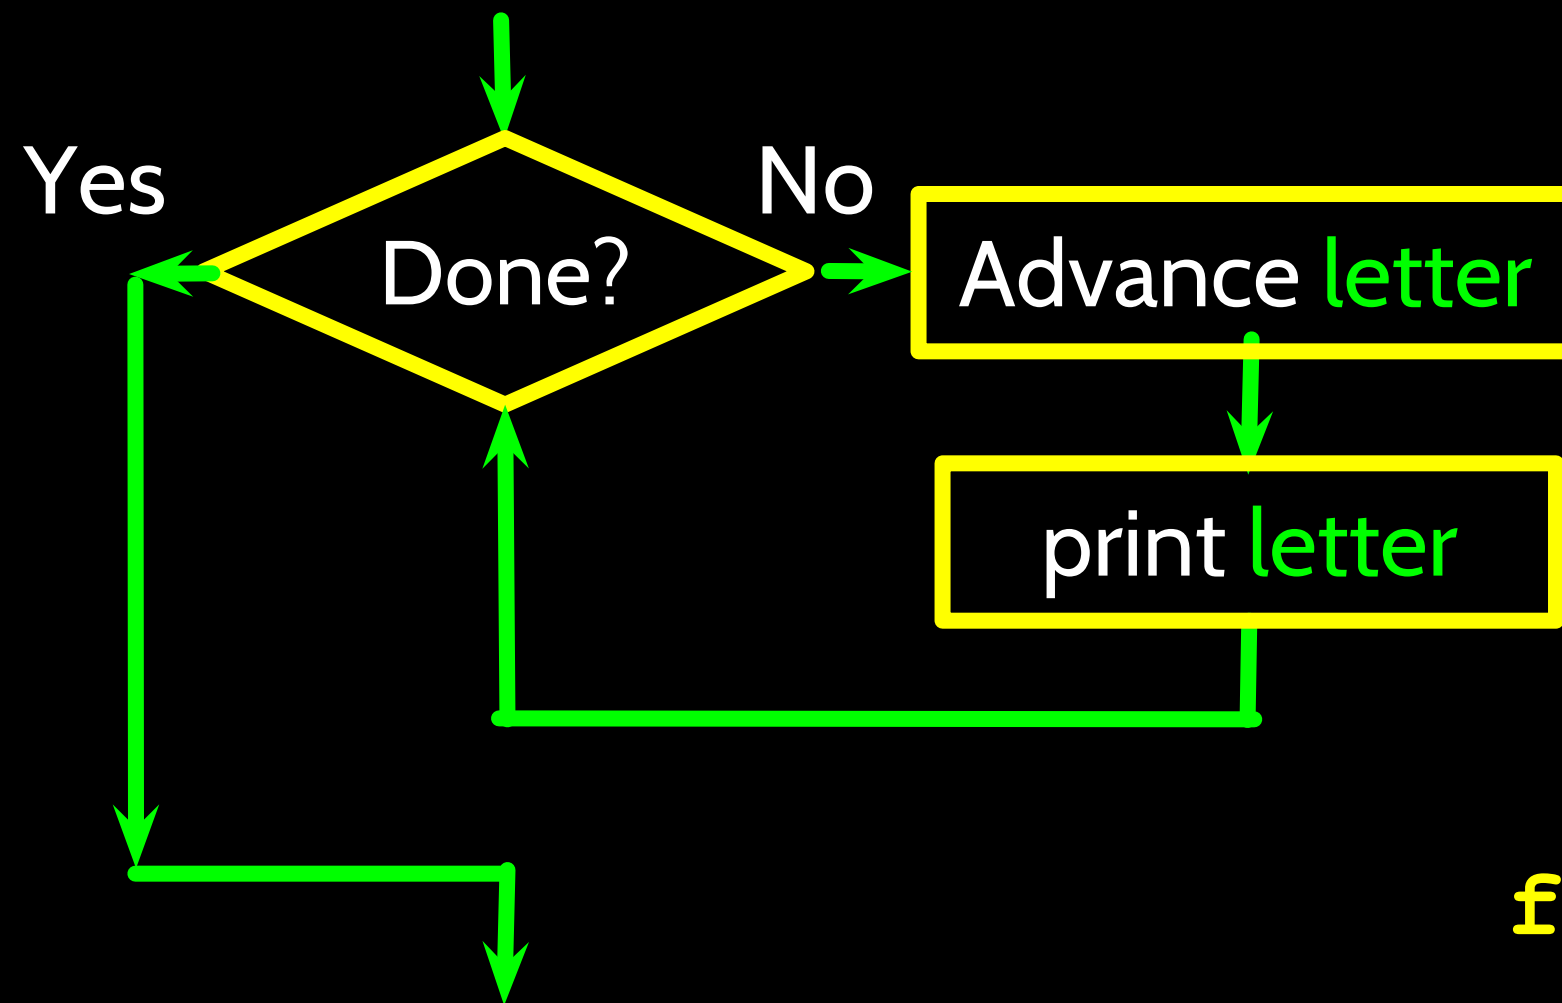 Yes
No
Done?
Advance letter
print letter
f